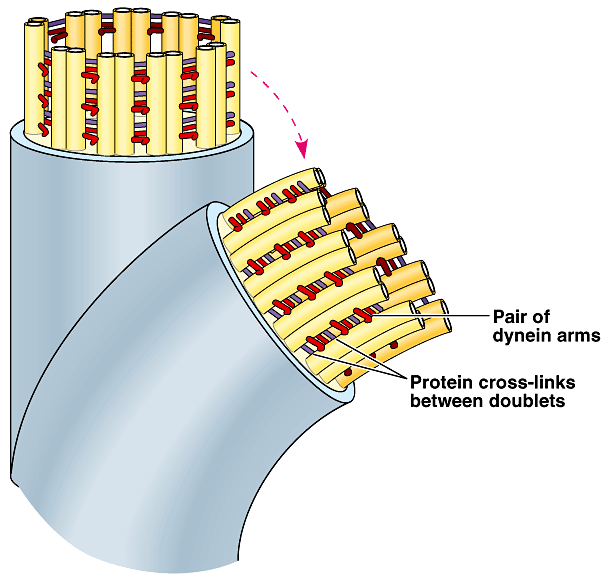 Pair of
dynein arms
Protein cross-links
between doublets